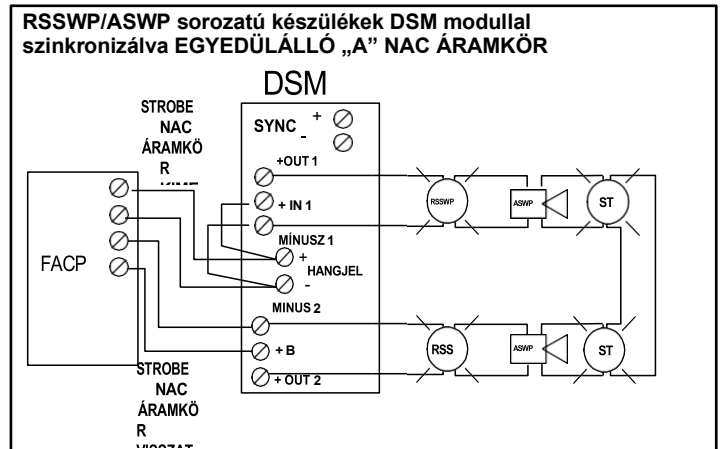 RSSWP/ASWP sorozatú készülékek DSM modullal
szinkronizálva EGYEDÜLÁLLÓ „A” NAC ÁRAMKÖR
DSM
STROBE
NAC
ÁRAMKÖ
R
SYNC + 
-
+OUT 1
+ IN 1
MÍNUSZ 1
+
HANGJEL
-
MINUS 2
+ B
+ OUT 2
FACP
RSSWP
ASWP
ST
RSS
ASWP
ST
STROBE
NAC
ÁRAMKÖ
R